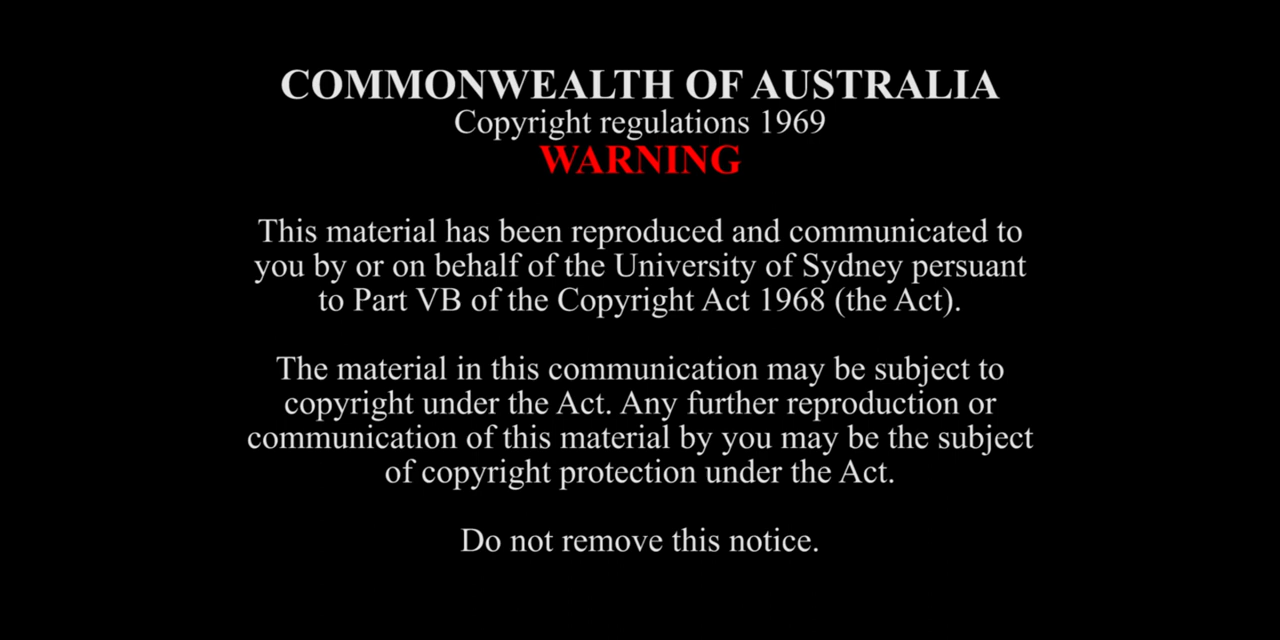 COMMONWEALTH OF AUSTRALIA
Copyright regulations 1969
WARNING
This material has been reproduced and communicated to
you by or on behalf of the University of Sydney persuant
to Part VB of the Copyright Act 1968 (the Act).
The material in this communication may be subject to
copyright under the Act. Any further reproduction or
communication of this material by you may be the subject
of copyright protection under the Act.
Do not remove this notice.